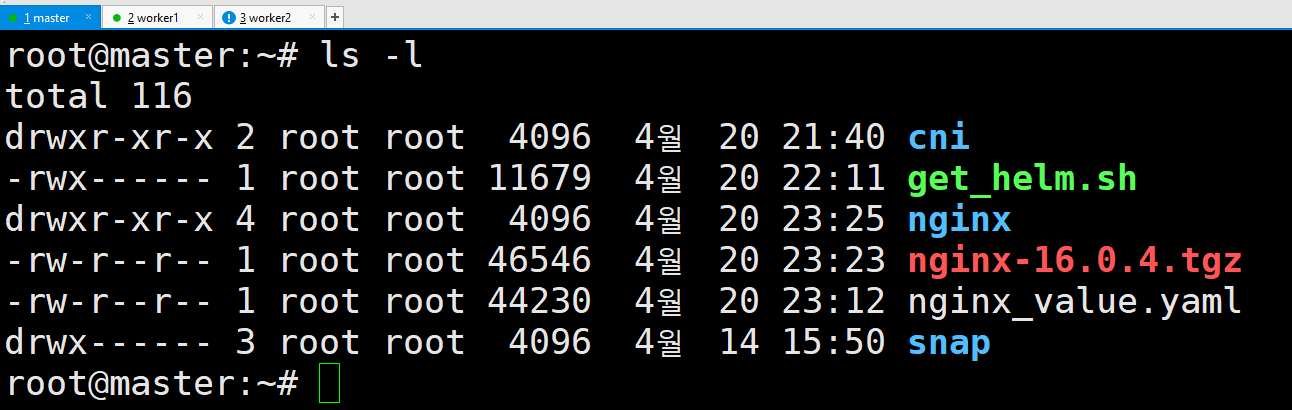 1 master × 2 worker1 × 3 worker2 × +
root@master:~# ls -l
total 116
drwxr-xr-x 2 root root  4096  4월  20 21:40 cni
-rwx------ 1 root root 11679  4월  20 22:11 get_helm.sh
drwxr-xr-x 4 root root  4096  4월  20 23:25 nginx
-rw-r--r-- 1 root root 46546  4월  20 23:23 nginx-16.0.4.tgz
-rw-r--r-- 1 root root 44230  4월  20 23:12 nginx_value.yaml
drwx------ 3 root root  4096  4월  14 15:50 snap
root@master:~#